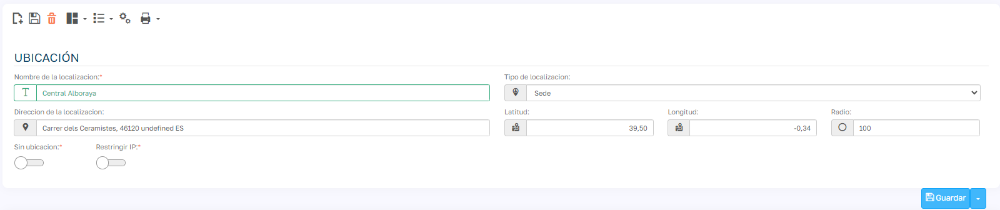 UBICACIÓN
Nombre de la localizacion:*
Tipo de localizacion:
Central Alboraya
Sede
Direccion de la localizacion:
Latitud:
Longitud:
Radio:
Carrer dels Ceramistes, 46120 undefined ES
39,50
-0,34
100
Sin ubicacion:*
Restringir IP:*
Guardar